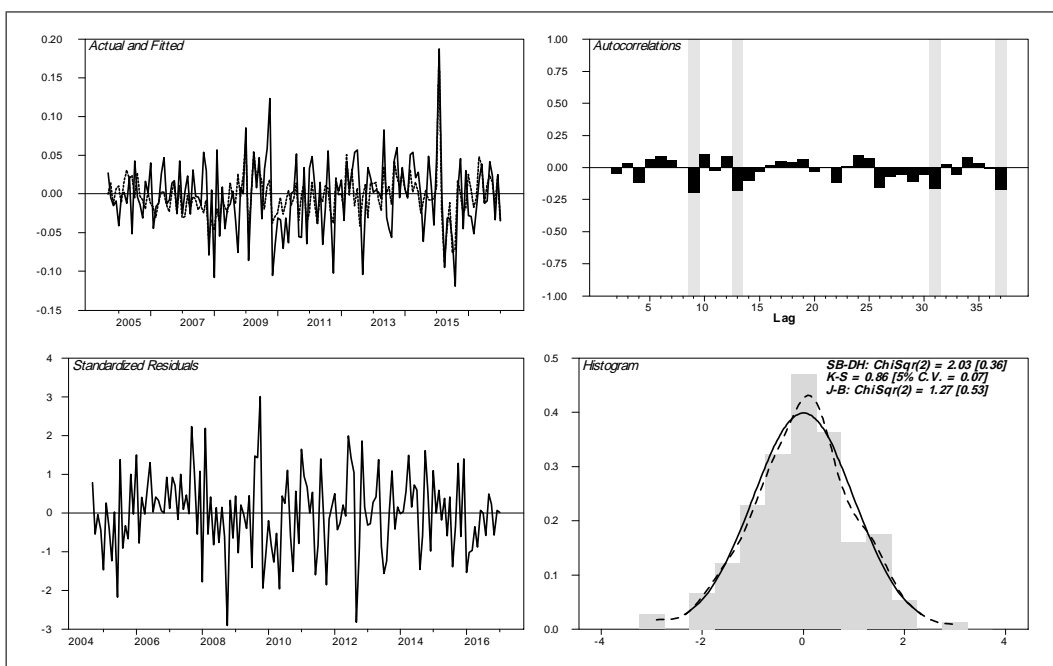 Actual and Fitted
0.20
0.15
0.10
0.05
0.00
-0.05
-0.10
-0.15
2005 2007 2009 2011 2013 2015
Autocorrelations
1.00
0.75
0.50
0.25
0.00
-0.25
-0.50
-0.75
-1.00
5 10 15 20 25 30 35
Lag
Standardized Residuals
4
3
2
1
0
-1
-2
-3
2004 2006 2008 2010 2012 2014 2016
Histogram
SB-DH: ChiSqr(2) = 2.03 [0.36]
K-S = 0.86 [5% C.V. = 0.07]
J-B: ChiSqr(2) = 1.27 [0.53]
0.5
0.4
0.3
0.2
0.1
0.0
-4 -2 0 2 4